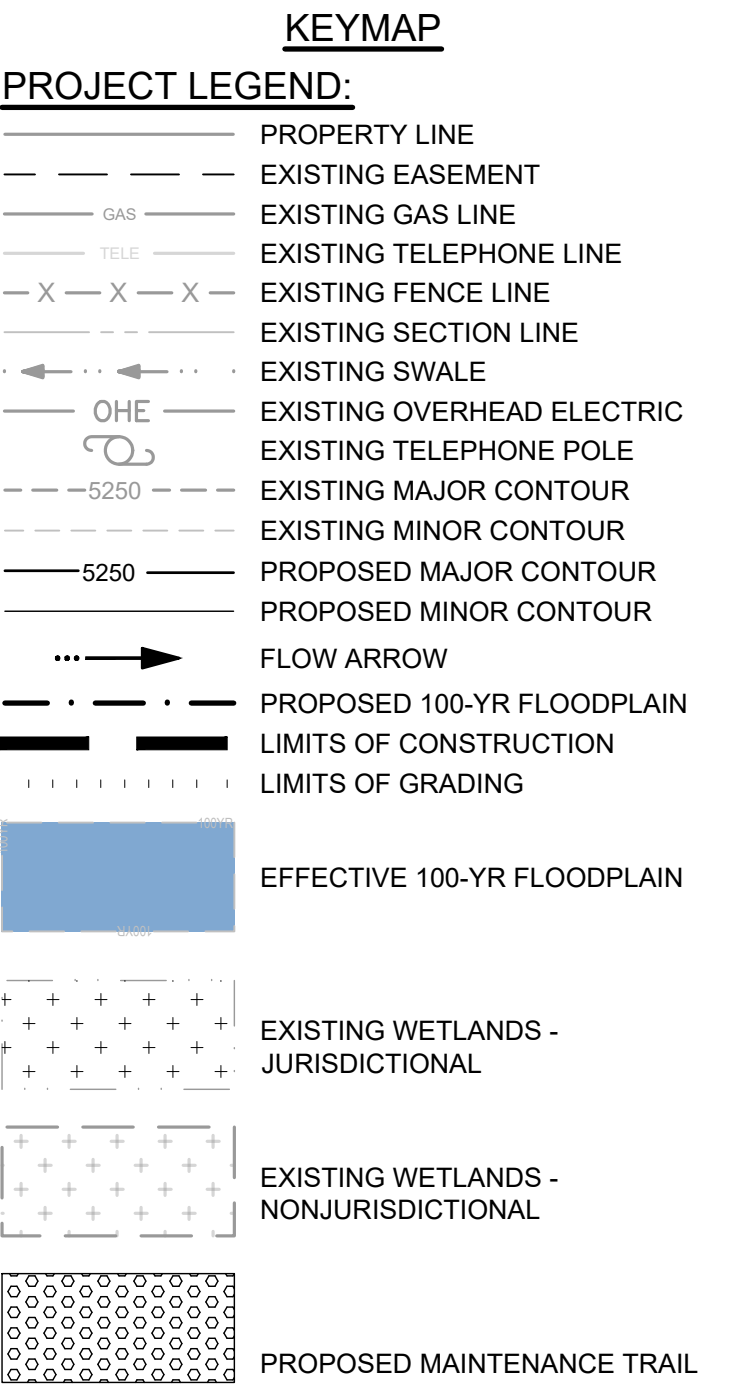 KEYMAP
PROJECT LEGEND:
PROPERTY LINE
EXISTING EASEMENT
GAS EXISTING GAS LINE
TELE EXISTING TELEPHONE LINE
X X X EXISTING FENCE LINE
EXISTING SECTION LINE
EXISTING SWALE
OHE EXISTING OVERHEAD ELECTRIC
EXISTING TELEPHONE POLE
5250 EXISTING MAJOR CONTOUR
EXISTING MINOR CONTOUR
5250 PROPOSED MAJOR CONTOUR
PROPOSED MINOR CONTOUR
FLOW ARROW
PROPOSED 100-YR FLOODPLAIN
LIMITS OF CONSTRUCTION
LIMITS OF GRADING
100YR
100YR
EFFECTIVE 100-YR FLOODPLAIN
100YR
EXISTING WETLANDS -
JURISDICTIONAL
EXISTING WETLANDS -
NONJURISDICTIONAL
PROPOSED MAINTENANCE TRAIL